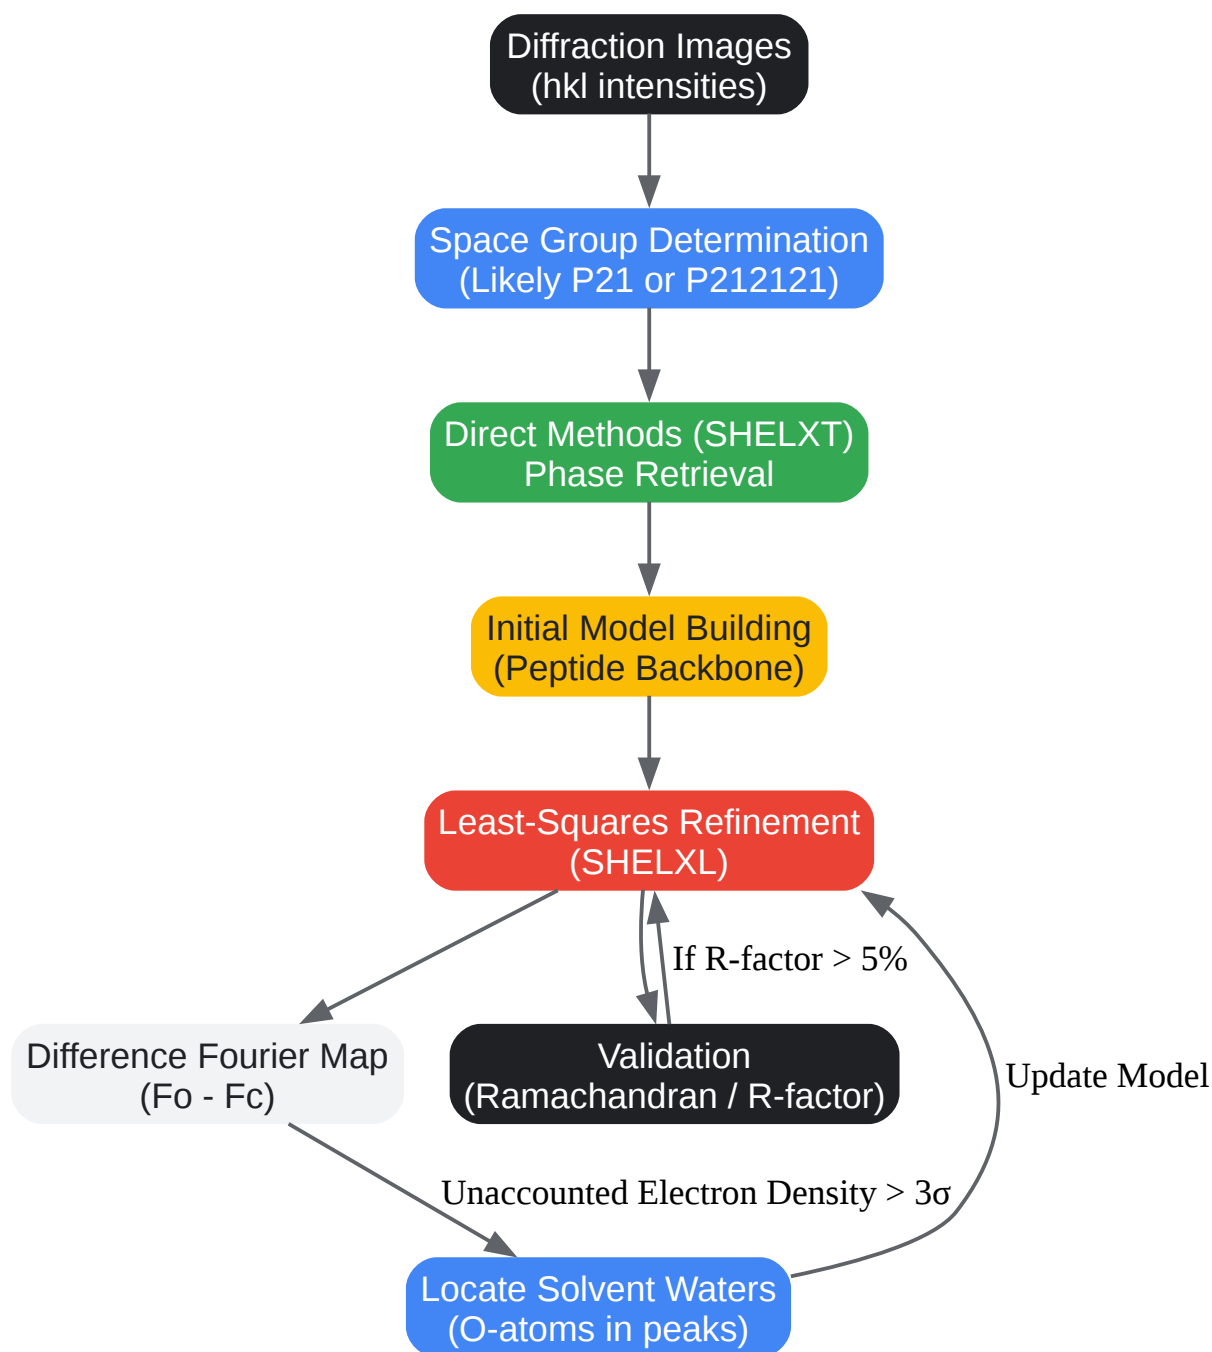 Diffraction Images
(hkl intensities)
Space Group Determination
(Likely P21 or P212121)
Direct Methods (SHELXT)
Phase Retrieval
Initial Model Building
(Peptide Backbone)
Least-Squares Refinement
(SHELXL)
If R-factor > 5%
Difference Fourier Map
(Fo - Fc)
Validation
(Ramachandran / R-factor)
Update Model
Unaccounted Electron Density > 3σ
Locate Solvent Waters
(O-atoms in peaks)